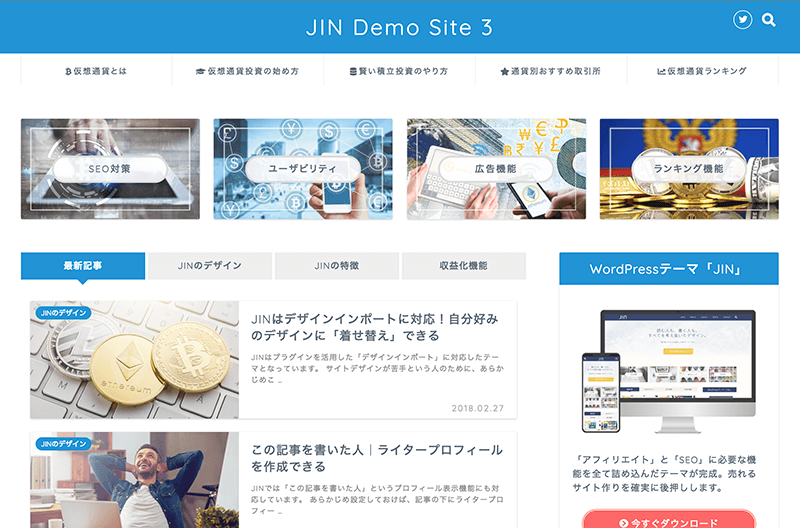 JIN Demo Site 3
仮想通貨とは
仮想通貨投資の始め方
賢い積立投資のやり方
通貨別おすすめ取引所
仮想通貨ランキング
SEO対策
ユーザビリティ
広告機能
ランキング機能
最新記事
JINのデザイン
JINの特徴
収益化機能
JINのデザイン
ethereum
JINはデザインインポートに対応！自分好み
のデザインに「着せ替え」できる
JINはプラグインを活用した「デザインインポート」に対応したテー
マとなっています。 サイトデザインが苦手という人のために、あらか
じめこ …
2018.02.27
JINのデザイン
この記事を書いた人｜ライタープロフィール
を作成できる
JINでは「この記事を書いた人」というプロフィール表示機能にも対
応しています。 あらかじめ設定しておけば、記事の下にライタープロ
フィー …
WordPressテーマ「JIN」
「アフィリエイト」と「SEO」に必要な機
能を全て詰め込んだテーマが完成。売れる
サイト作りを確実に後押しします。
今すぐダウンロード